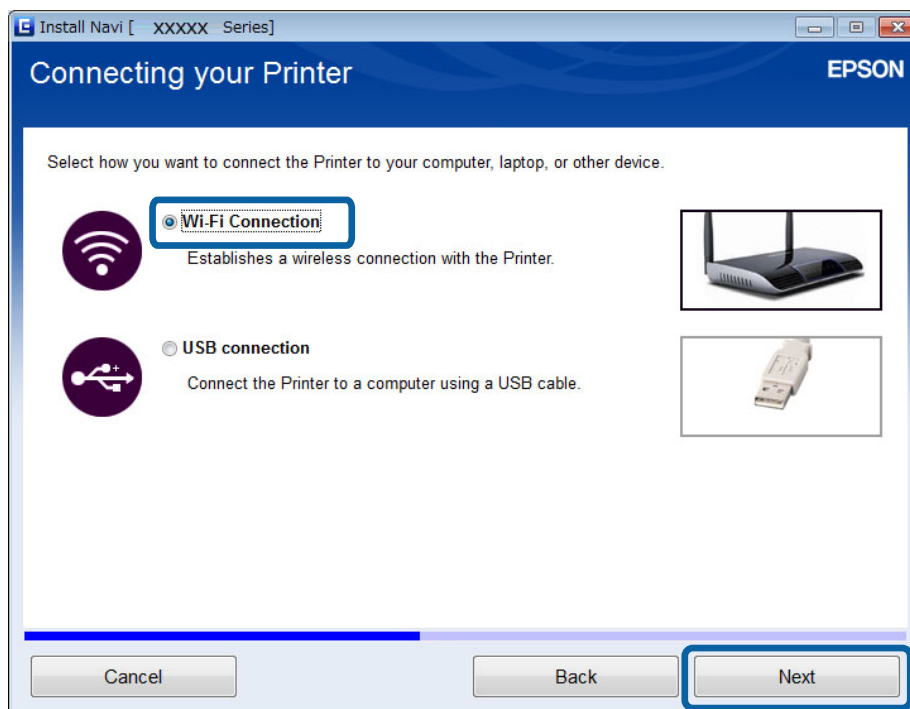 Install Navi [ XXXXX Series]
Connecting your Printer
EPSON
Select how you want to connect the Printer to your computer, laptop, or other device.
Wi-Fi Connection
Establishes a wireless connection with the Printer.
USB connection
Connect the Printer to a computer using a USB cable.
Cancel
Back
Next